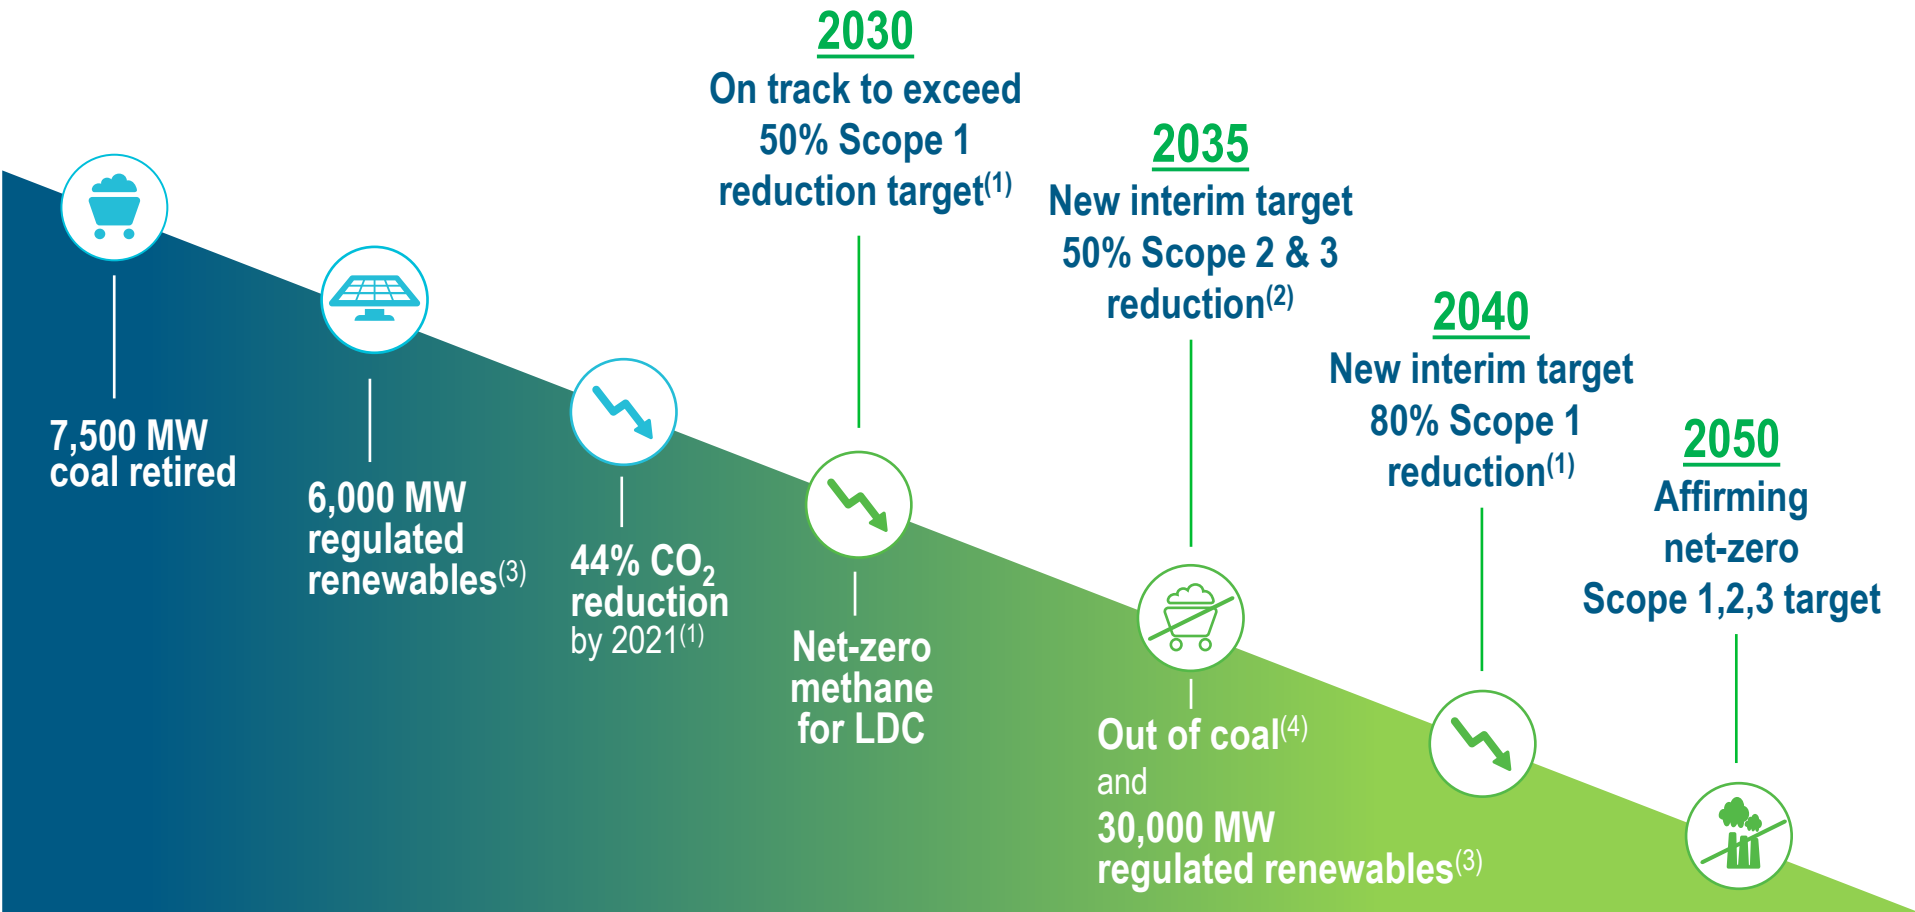 2030
On track to exceed
50% Scope 1
reduction target(1)
2035
New interim target
50% Scope 2 & 3
reduction(2)
2040
New interim target
80% Scope 1
reduction(1)
2050
Affirming
net-zero
Scope 1,2,3 target
7,500 MW
coal retired
6,000 MW
regulated
renewables(3)
44% CO2
reduction
by 2021(1)
Net-zero
methane
for LDC
Out of coal(4)
and
30,000 MW
regulated renewables(3)